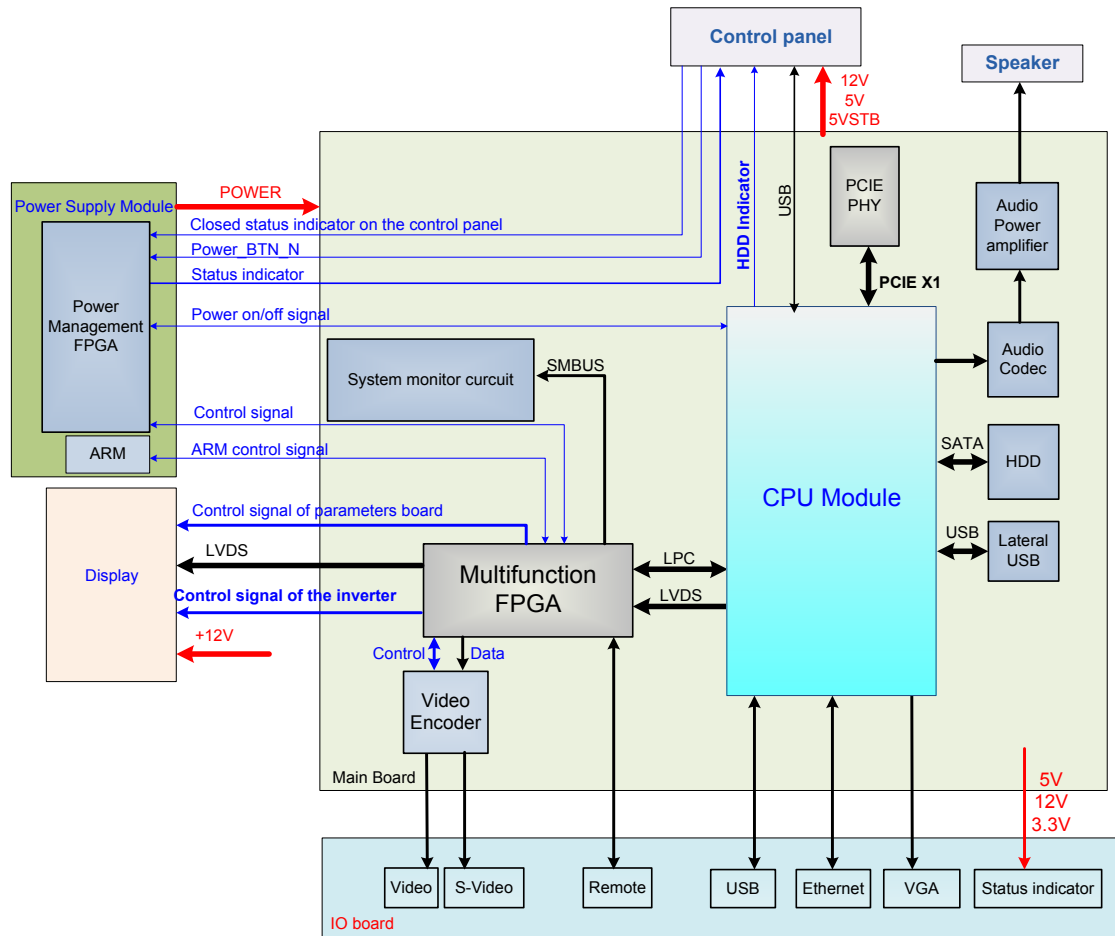 Control panel
Speaker
12V
5V
5VSTB
HDD Indicator
USB
PCIE
PHY
Audio
Power
amplifier
POWER
Power Supply Module
Closed status indicator on the control panel
Power_BTN_N
Status indicator
PCIE X1
Power
Management
FPGA
Power on/off signal
System monitor curcuit
SMBUS
Audio
Codec
Control signal
ARM
ARM control signal
SATA
HDD
CPU Module
Control signal of parameters board
LVDS
Display
Multifunction
FPGA
LPC
USB
Lateral
USB
Control signal of the inverter
LVDS
+12V
Control
Data
Video
Encoder
Main Board
5V
12V
3.3V
Video
S-Video
Remote
USB
Ethernet
VGA
Status indicator
IO board